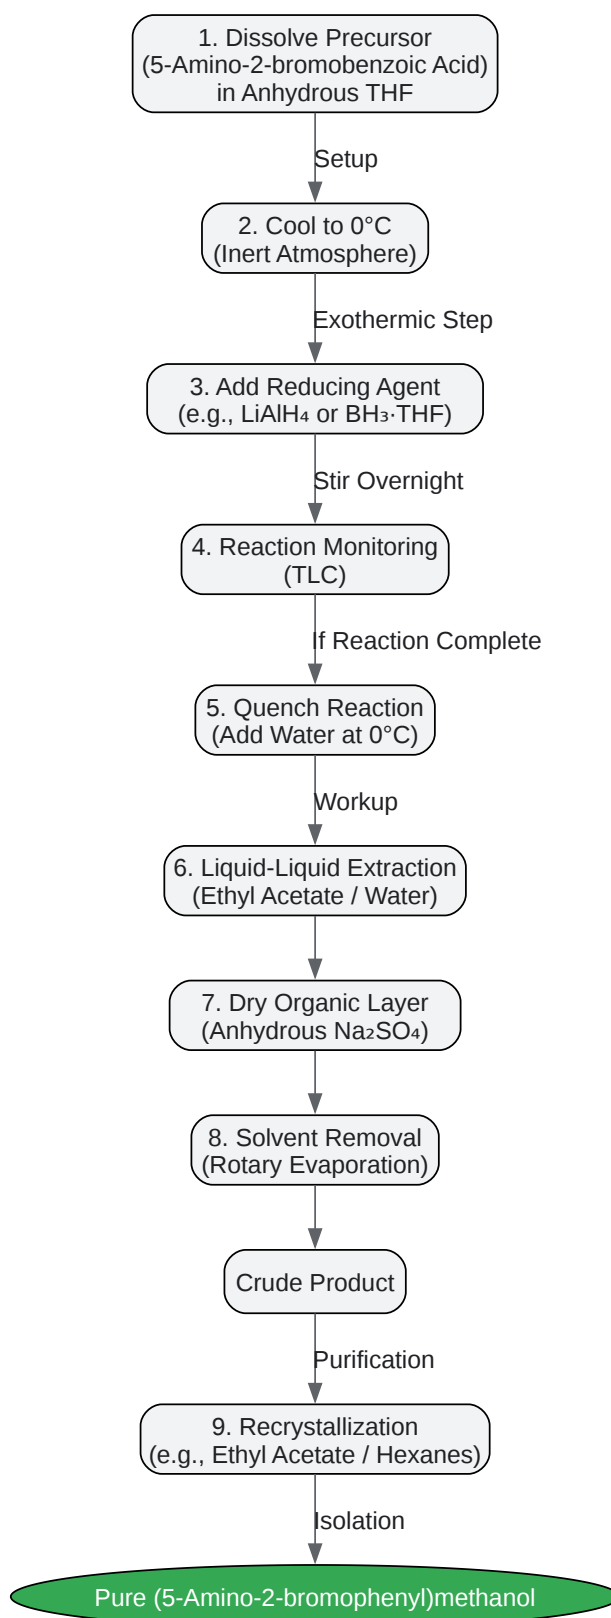 1. Dissolve Precursor
(5-Amino-2-bromobenzoic Acid)
in Anhydrous THF
Setup
2. Cool to 0°C
(Inert Atmosphere)
Exothermic Step
3. Add Reducing Agent
(e.g., LiAlH₄ or BH₃·THF)
Stir Overnight
4. Reaction Monitoring
(TLC)
If Reaction Complete
5. Quench Reaction
(Add Water at 0°C)
Workup
6. Liquid-Liquid Extraction
(Ethyl Acetate / Water)
7. Dry Organic Layer
(Anhydrous Na₂SO₄)
8. Solvent Removal
(Rotary Evaporation)
Crude Product
Purification
9. Recrystallization
(e.g., Ethyl Acetate / Hexanes)
Isolation
Pure (5-Amino-2-bromophenyl)methanol